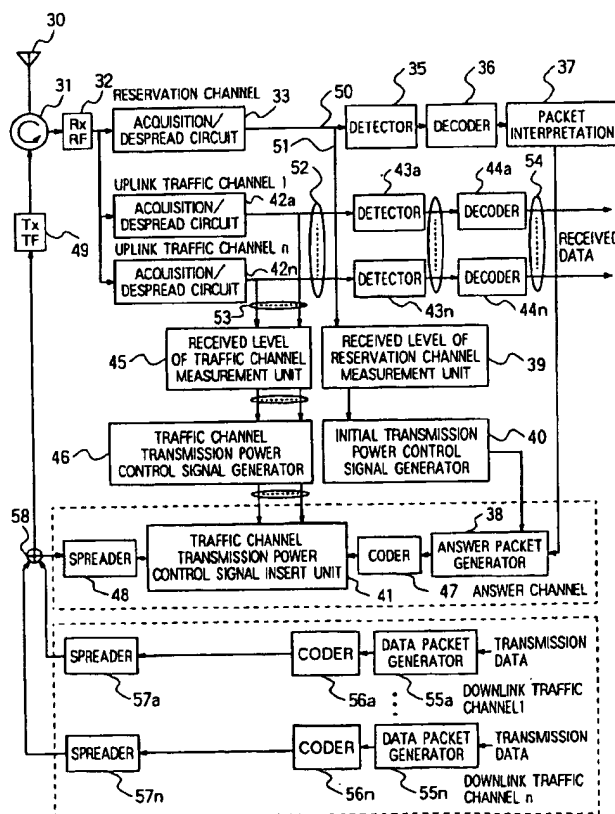 30
31
32
RESERVATION CHANNEL
33
50
35
36
37
Rx
RF
ACQUISITION/
DESPREAD CIRCUIT
51
DETECTOR
DECODER
PACKET
INTERPRETATION
UPLINK TRAFFIC CHANNEL 1
42a
52
43a
44a
54
ACQUISITION/
DESPREAD CIRCUIT
DETECTOR
DECODER
Tx
TF
49
UPLINK TRAFFIC CHANNEL n
42n
ACQUISITION/
DESPREAD CIRCUIT
DETECTOR
DECODER
RECEIVED
DATA
53
43n
44n
45
RECEIVED LEVEL
OF TRAFFIC CHANNEL
MEASUREMENT UNIT
RECEIVED LEVEL OF
RESERVATION CHANNEL
MEASUREMENT UNIT
39
46
TRAFFIC CHANNEL
TRANSMISSION POWER
CONTROL SIGNAL GENERATOR
INITIAL TRANSMISSION
POWER CONTROL
SIGNAL GENERATOR
40
58
SPREADER
48
TRAFFIC CHANNEL
TRANSMISSION POWER
CONTROL SIGNAL INSERT UNIT
41
CODER
47
38
ANSWER PACKET
GENERATOR
ANSWER CHANNEL
SPREADER
57a
CODER
56a
DATA PACKET
GENERATOR
55a
TRANSMISSION
DATA
DOWNLINK TRAFFIC
CHANNEL1
SPREADER
57n
CODER
56n
DATA PACKET
GENERATOR
55n
TRANSMISSION
DATA
DOWNLINK TRAFFIC
CHANNEL n